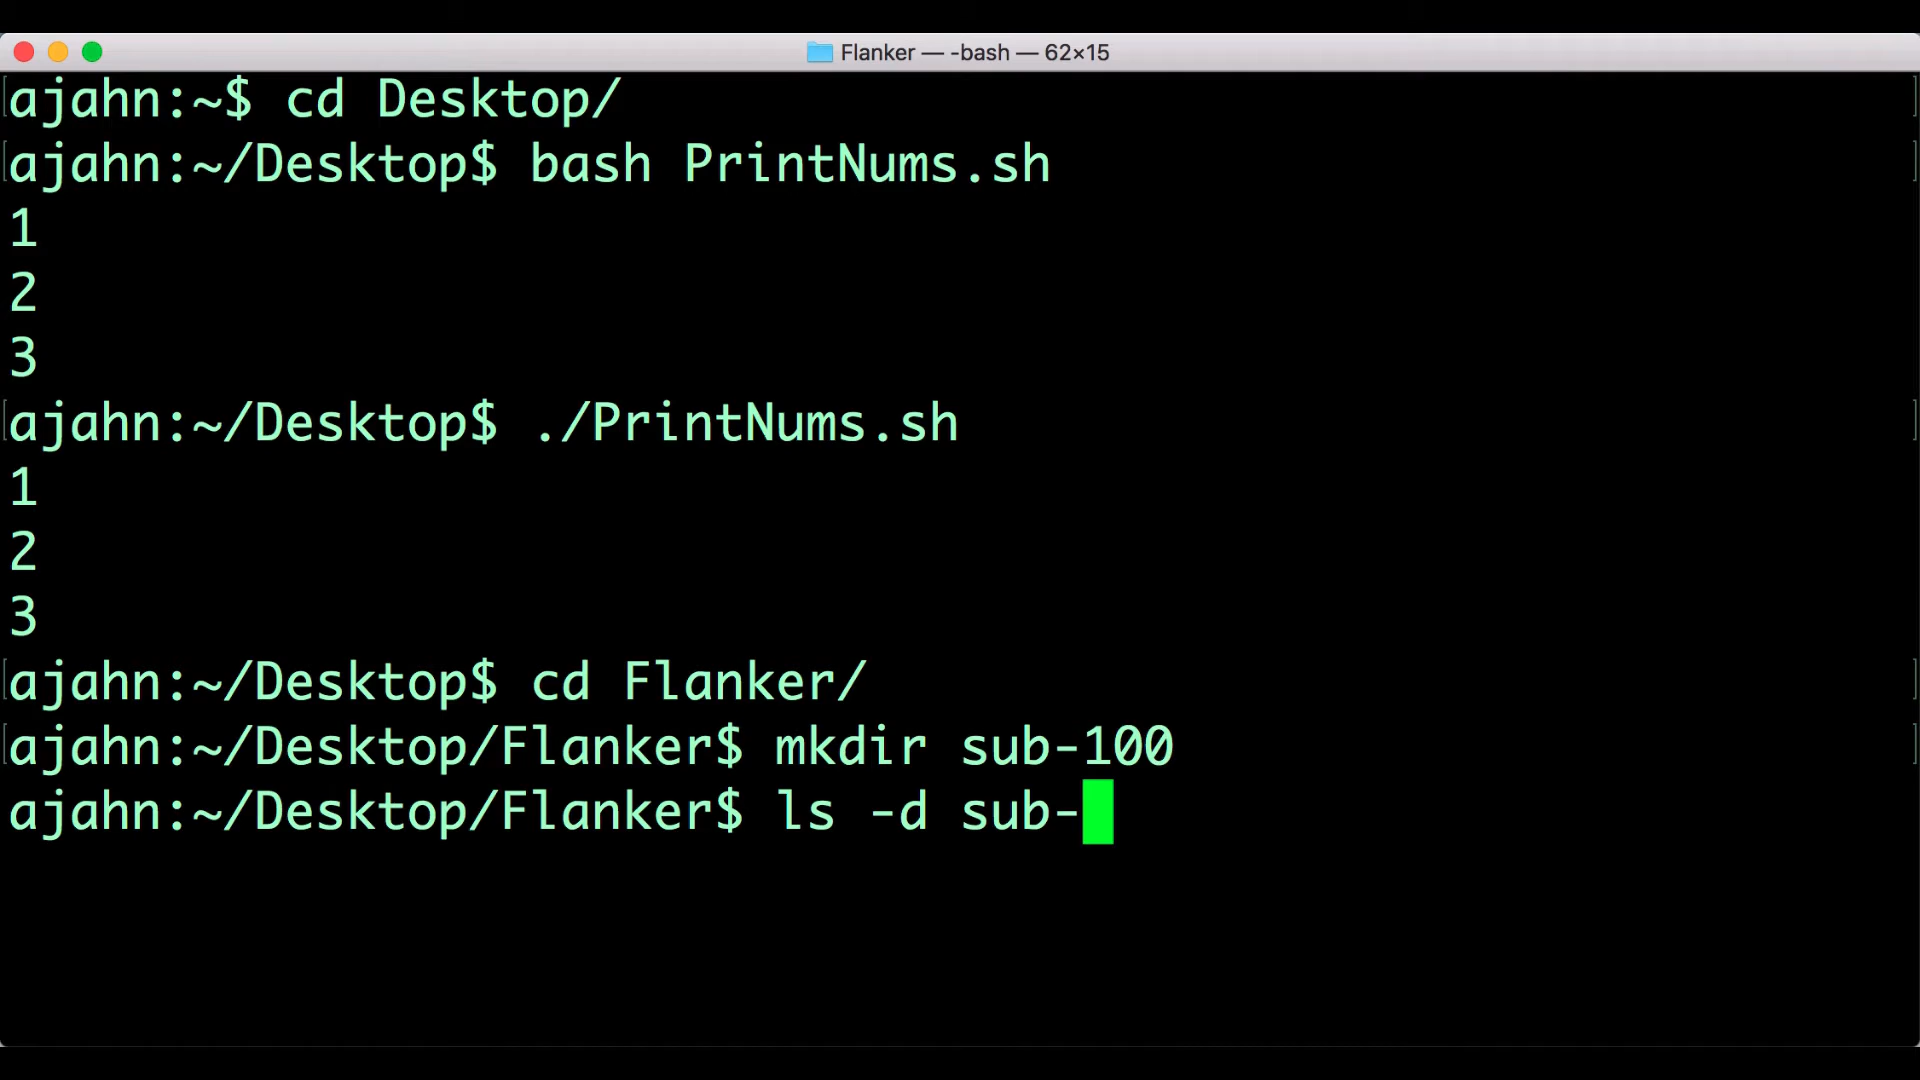 Flanker — -bash — 62×15
ajahn:~$ cd Desktop/
ajahn:~/Desktop$ bash PrintNums.sh
1
2
3
ajahn:~/Desktop$ ./PrintNums.sh
1
2
3
ajahn:~/Desktop$ cd Flanker/
ajahn:~/Desktop/Flanker$ mkdir sub-100
ajahn:~/Desktop/Flanker$ ls -d sub-